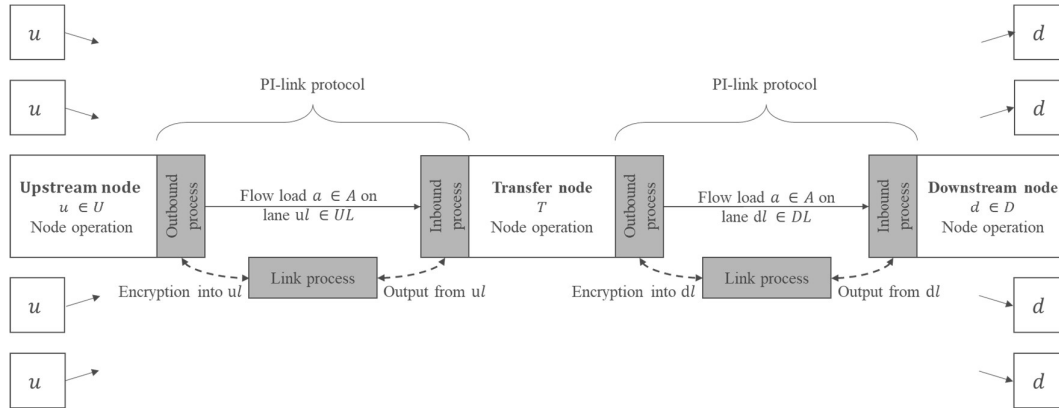 u
d
u
d
PI-link protocol
PI-link protocol
Upstream node
u ∈ U
Node operation
Outbound
process
Flow load a ∈ A on
lane ul ∈ UL
Inbound
process
Transfer node
T
Node operation
Outbound
process
Flow load a ∈ A on
lane dl ∈ DL
Inbound
process
Downstream node
d ∈ D
Node operation
Encryption into ul
Link process
Output from ul
Encryption into dl
Link process
Output from dl
u
d
u
d